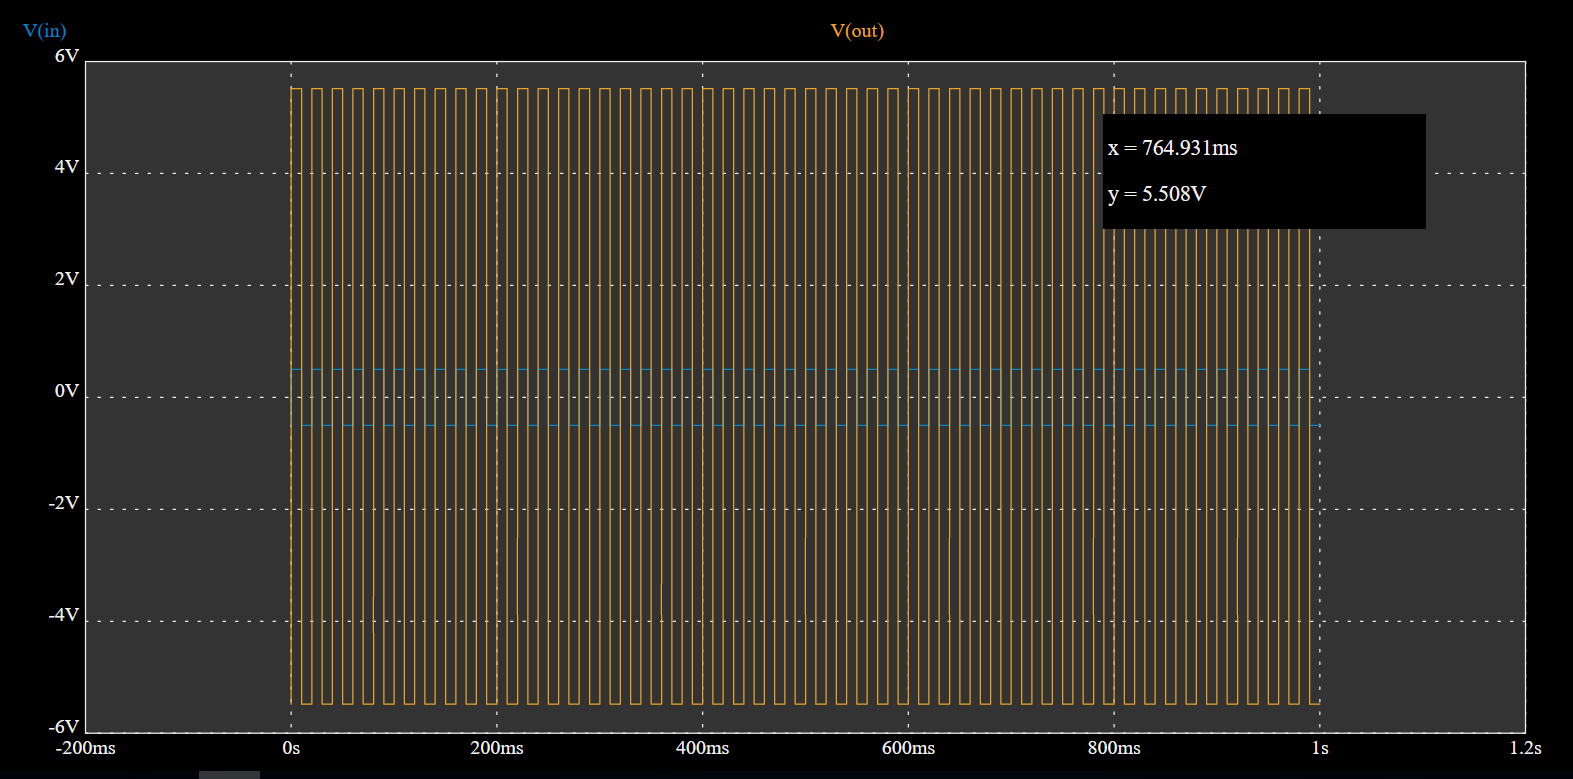 V(in)
V(out)
6V
4V
2V
0V
-2V
-4V
-6V
x = 764.931ms
y = 5.508V
-200ms
0s
200ms
400ms
600ms
800ms
1s
1.2s